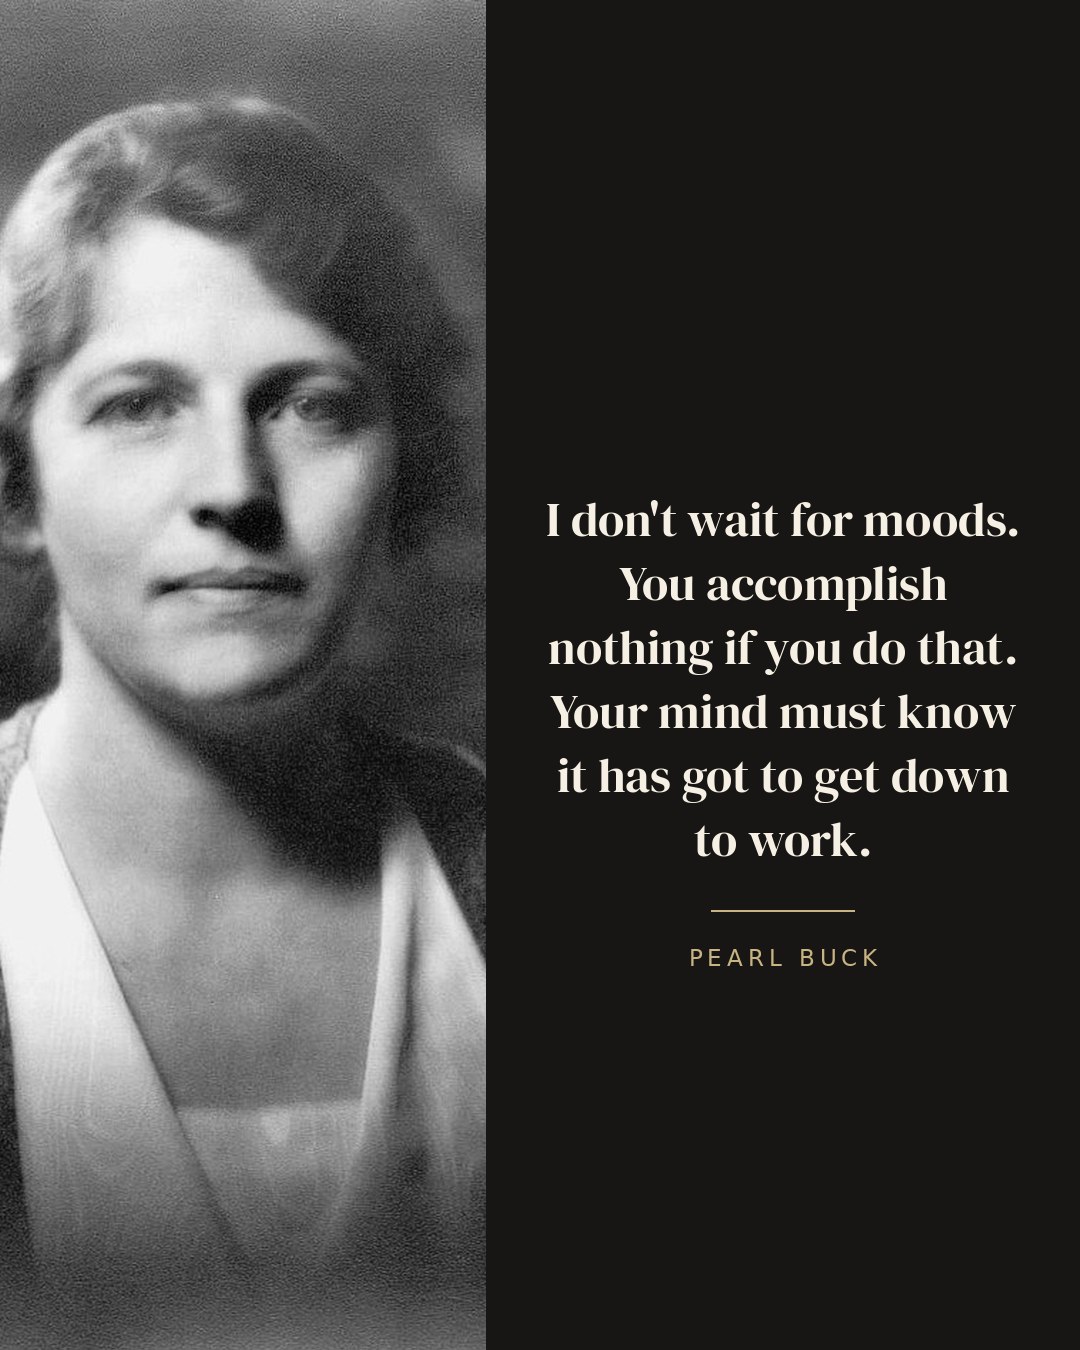 I don't wait for moods.
You accomplish
nothing if you do that.
Your mind must know
it has got to get down
to work.
PEARL BUCK